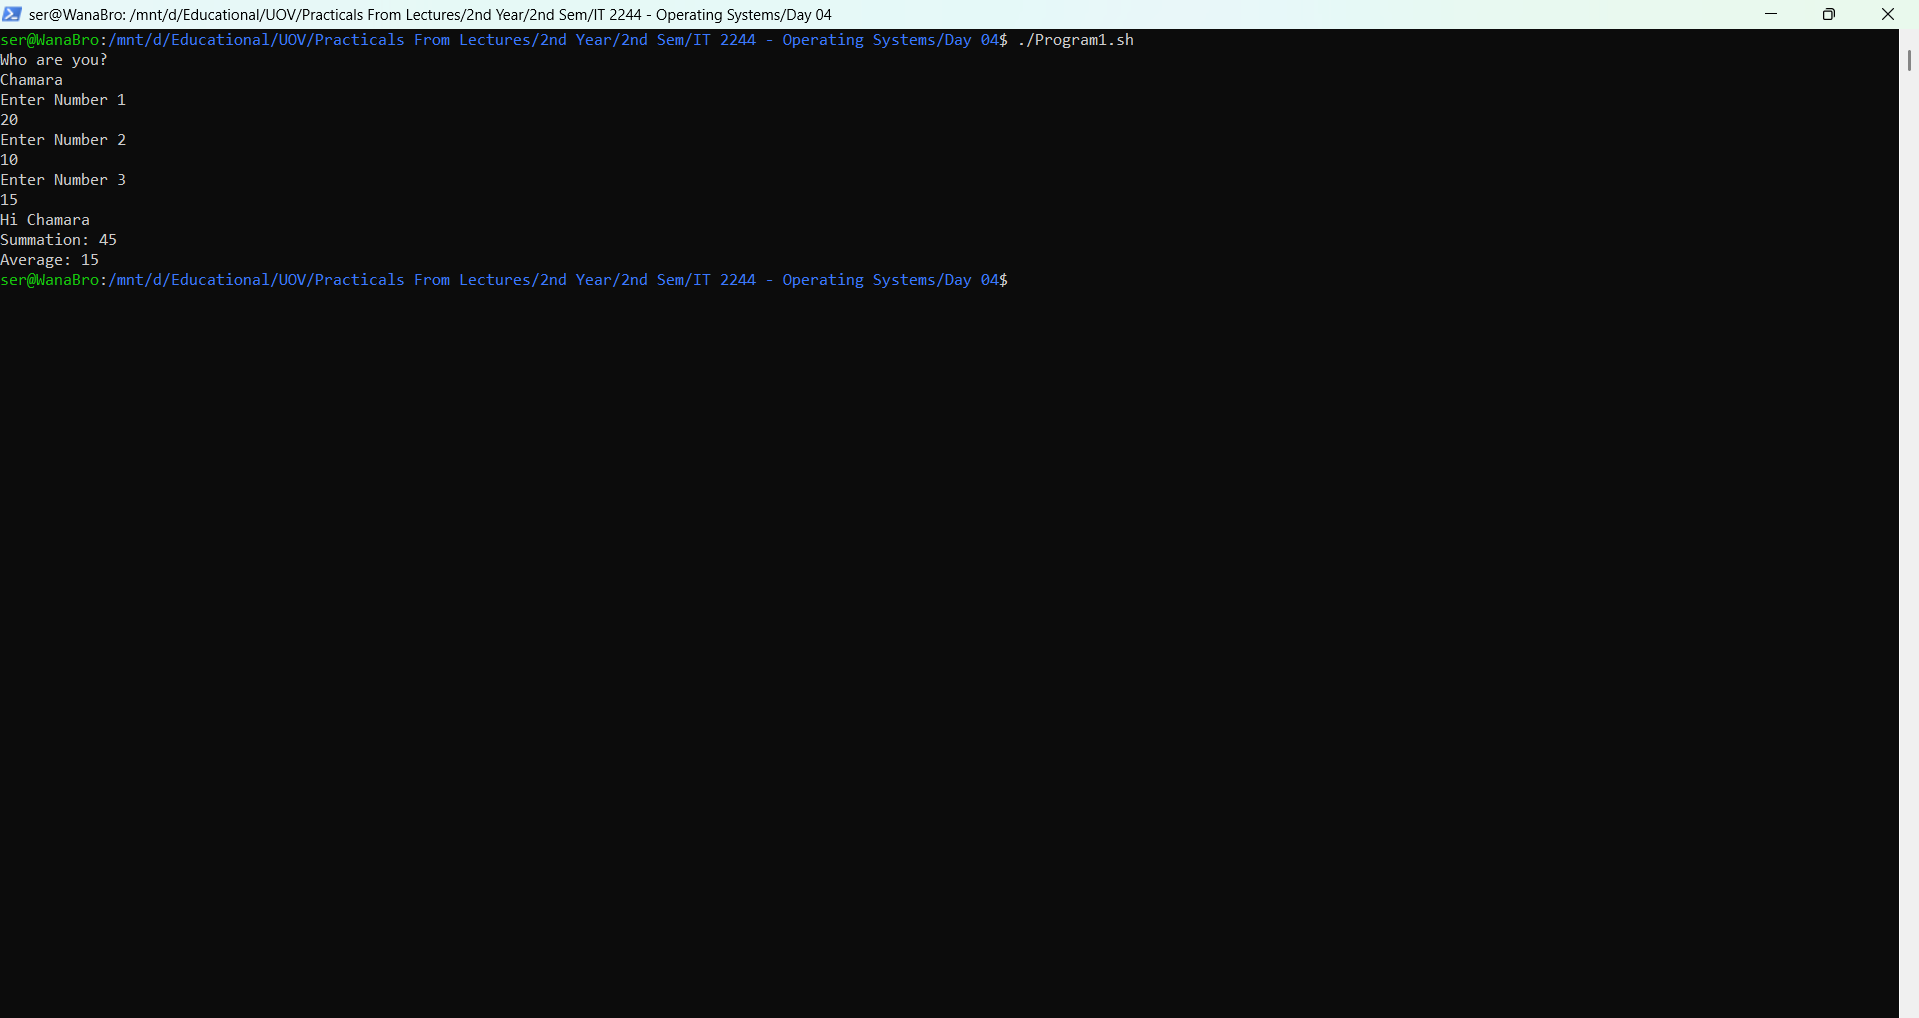 ser@WanaBro: /mnt/d/Educational/UOV/Practicals From Lectures/2nd Year/2nd Sem/IT 2244 - Operating Systems/Day 04
ser@WanaBro:/mnt/d/Educational/UOV/Practicals From Lectures/2nd Year/2nd Sem/IT 2244 - Operating Systems/Day 04$ ./Program1.sh
Who are you?
Chamara
Enter Number 1
20
Enter Number 2
10
Enter Number 3
15
Hi Chamara
Summation: 45
Average: 15
ser@WanaBro:/mnt/d/Educational/UOV/Practicals From Lectures/2nd Year/2nd Sem/IT 2244 - Operating Systems/Day 04$